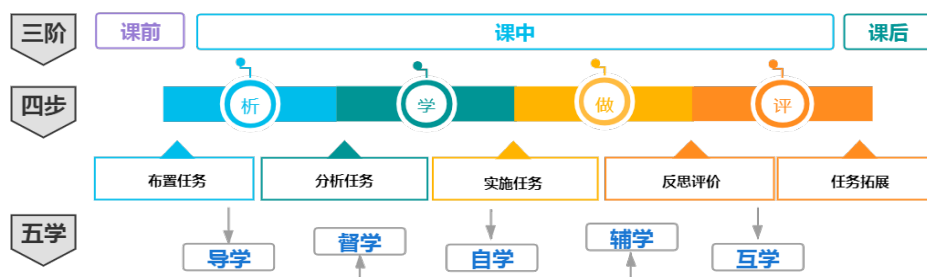 三阶
课前
课中
课后
四步
析
学
做
评
布置任务
分析任务
实施任务
反思评价
任务拓展
五学
导学
督学
自学
辅学
互学